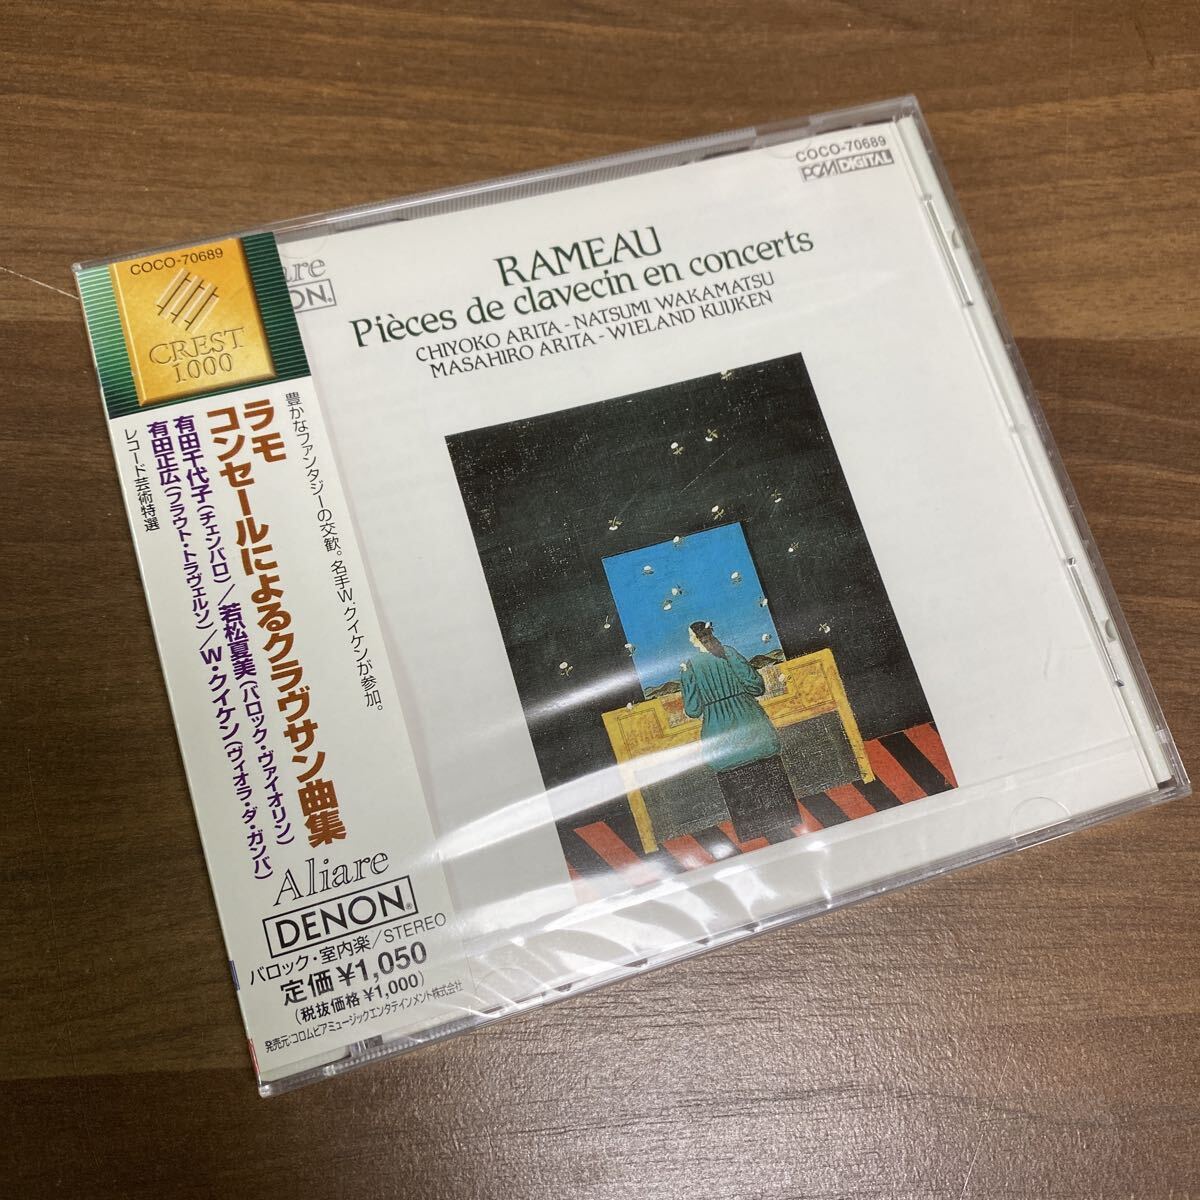 COCO-70689
PCM DIGITAL
RAMEAU
Pièces de clavecin en concerts
CHIYOKO ARITA - NATSUMI WAKAMATSU
MASAHIRO ARITA - WIELAND KUIJKEN
COCO-70689
CREST
1000
豊かなファンタジーの交歓。名手W・クイケンが参加。
ラモー
コンセールによるクラヴサン曲集
有田千代子(チェンバロ)/若松夏美(バロック・ヴァイオリン)
有田正広(フラウト・トラヴェルソ)/W・クイケン(ヴィオラ・ダ・ガンバ)
レコード芸術特選
Aliare
DENON®
バロック・室内楽/STEREO
定価¥1,050
(税抜価格¥1,000)
発売元:コロムビアミュージックエンタテインメント株式会社